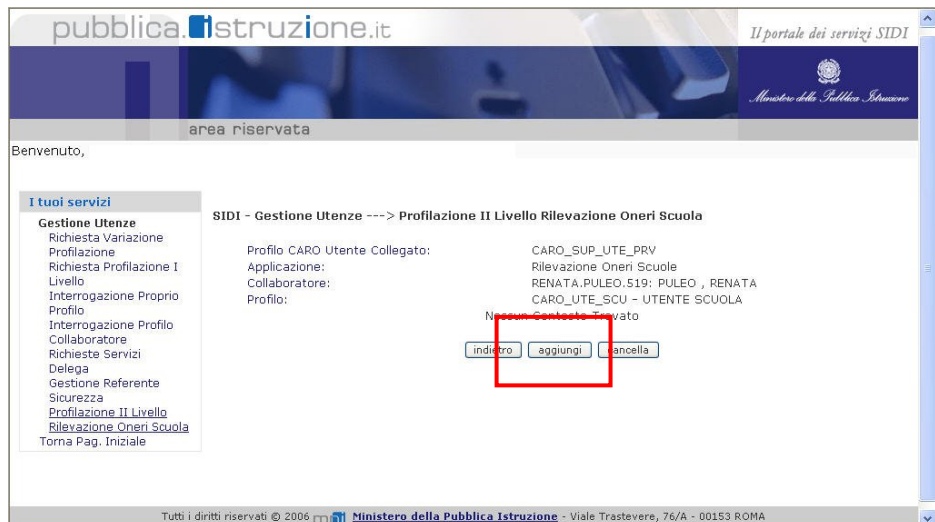 pubblica.istruzione.it
Il portale dei servizi SIDI
Ministero della Pubblica Istruzione
area riservata
Benvenuto,
I tuoi servizi
Gestione Utenze
Richiesta Variazione
Profilazione
Richiesta Profilazione I
Livello
Interrogazione Proprio
Profilo
Interrogazione Profilo
Collaboratore
Richieste Servizi
Delega
Gestione Referente
Sicurezza
Profilazione II Livello
Rilevazione Oneri Scuola
Torna Pag. Iniziale
SIDI - Gestione Utenze ---> Profilazione II Livello Rilevazione Oneri Scuola
Profilo CARO Utente Collegato: CARO_SUP_UTE_PRV
Applicazione: Rilevazione Oneri Scuole
Collaboratore: RENATA.PULEO.519: PULEO , RENATA
Profilo: CARO_UTE_SCU - UTENTE SCUOLA
Nessun Contesto Trovato
indietro aggiungi cancella
Tutti i diritti riservati © 2006 mpi Ministero della Pubblica Istruzione - Viale Trastevere, 76/A - 00153 ROMA